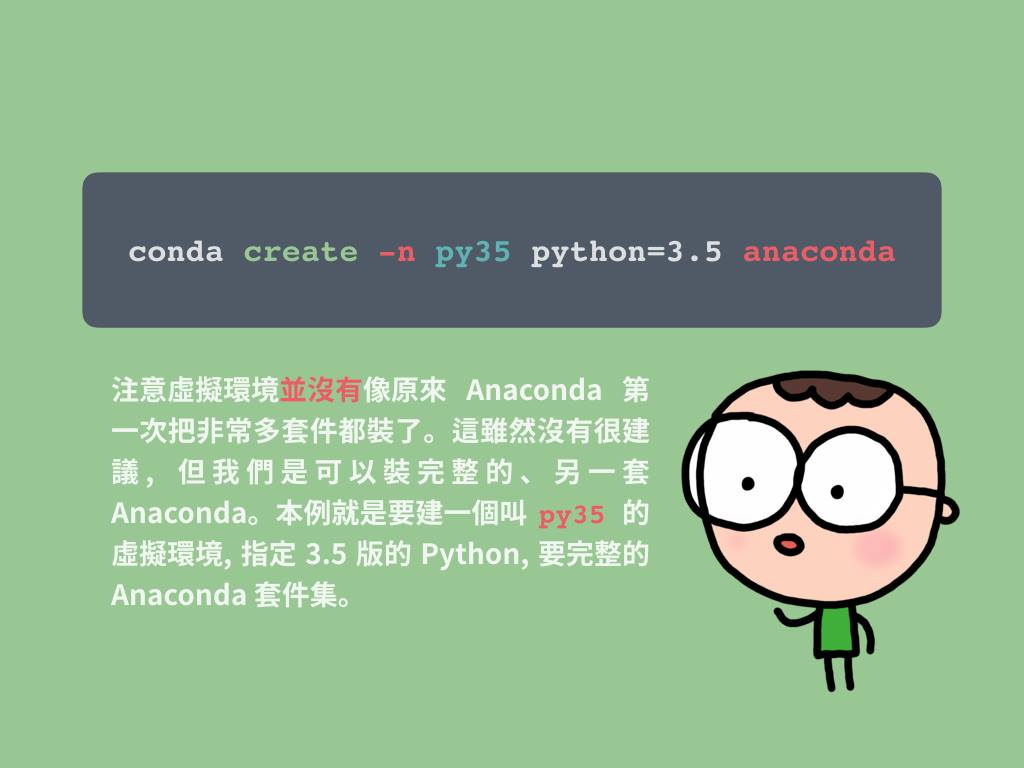 conda create -n py35 python=3.5 anaconda
注意虛擬環境並沒有像原來 Anaconda 第
一次把非常多套件都裝了。這雖然沒有很建
議, 但我們是可以裝完整的、另一套
Anaconda。本例就是要建一個叫 py35 的
虛擬環境, 指定 3.5 版的 Python, 要完整的
Anaconda 套件集。